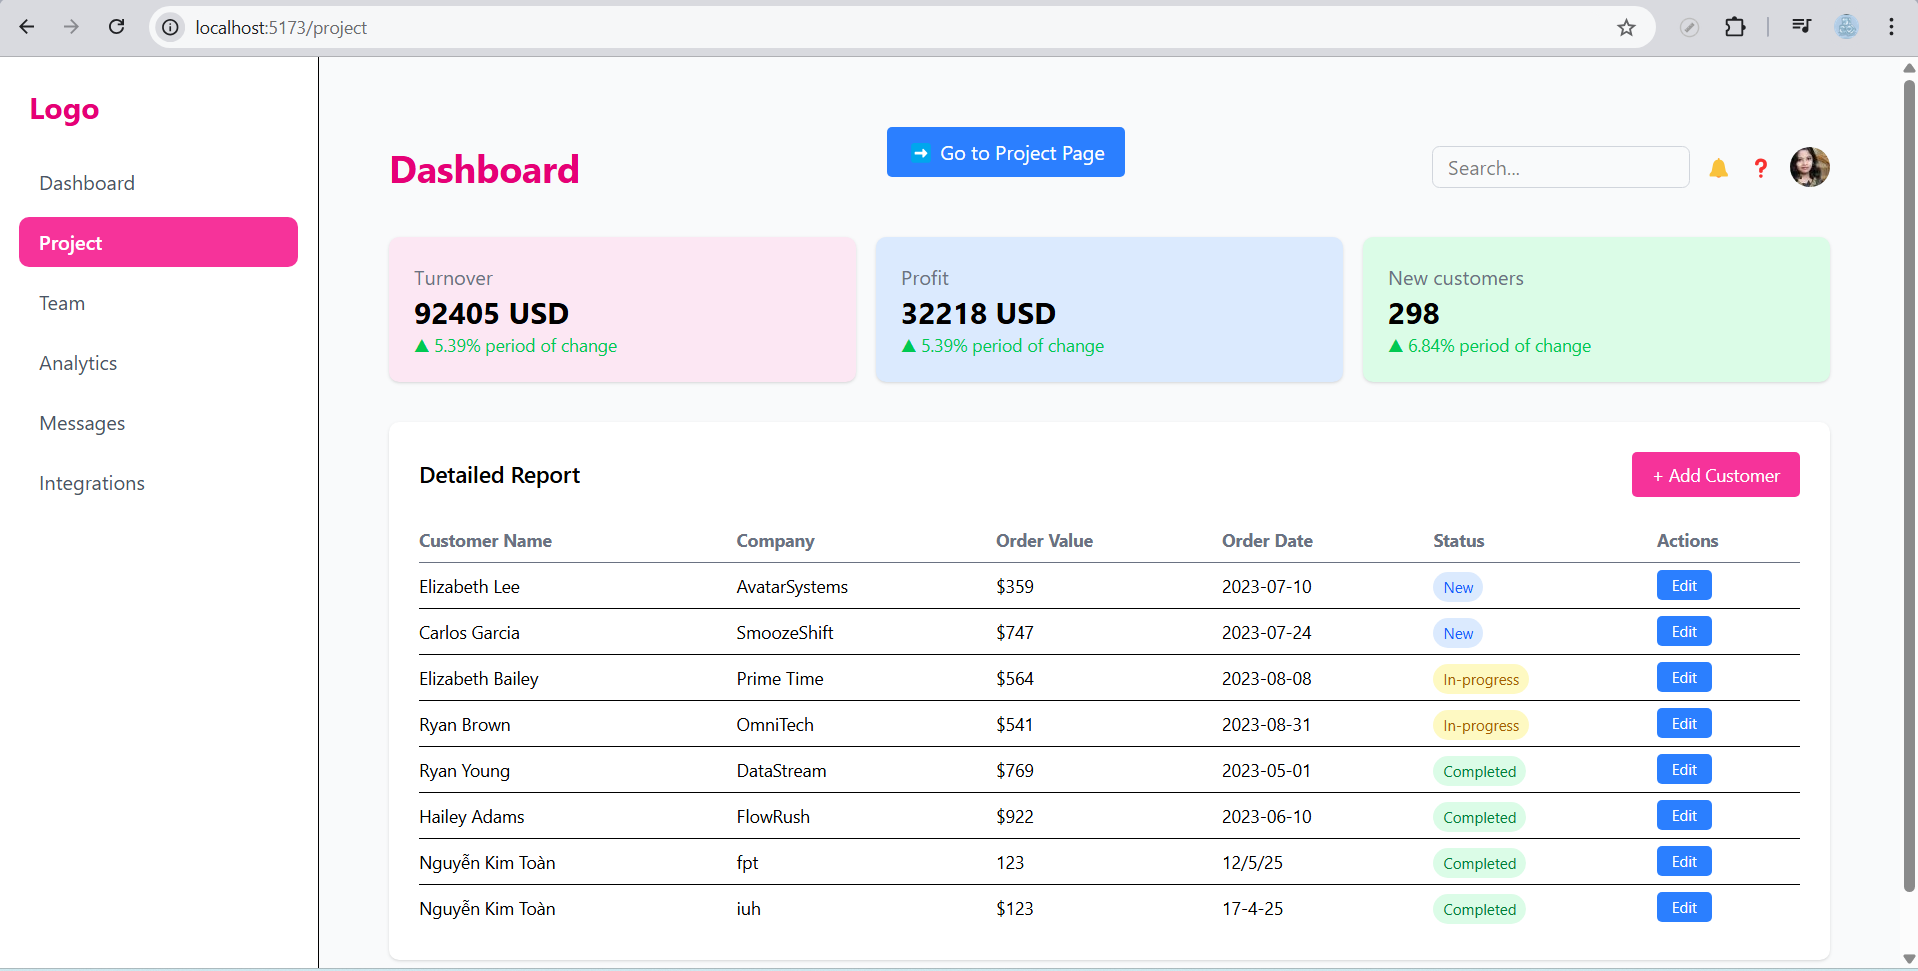 localhost:5173/project
Logo
Dashboard
Project
Team
Analytics
Messages
Integrations
Dashboard
➡️ Go to Project Page
Search...
🔔 ❓
Turnover
92405 USD
▲ 5.39% period of change
Profit
32218 USD
▲ 5.39% period of change
New customers
298
▲ 6.84% period of change
Detailed Report
+ Add Customer
Customer Name Company Order Value Order Date Status Actions
Elizabeth Lee AvatarSystems $359 2023-07-10 New Edit
Carlos Garcia SmoozeShift $747 2023-07-24 New Edit
Elizabeth Bailey Prime Time $564 2023-08-08 In-progress Edit
Ryan Brown OmniTech $541 2023-08-31 In-progress Edit
Ryan Young DataStream $769 2023-05-01 Completed Edit
Hailey Adams FlowRush $922 2023-06-10 Completed Edit
Nguyễn Kim Toàn fpt 123 12/5/25 Completed Edit
Nguyễn Kim Toàn iuh $123 17-4-25 Completed Edit